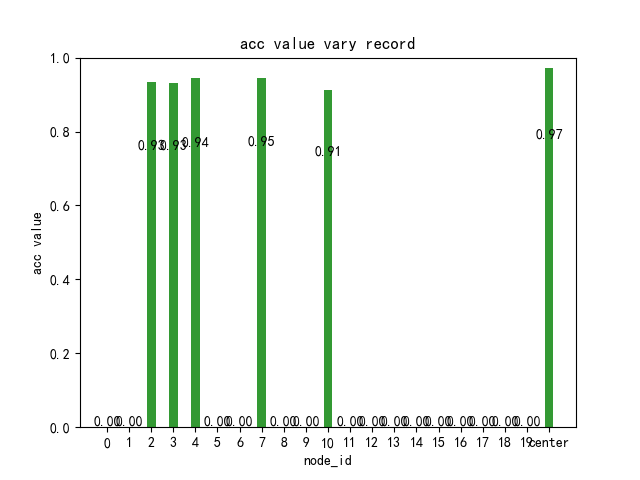 acc value vary record
1.0
0.8
0.6
0.4
0.2
0.0
acc value
0.93 0.93 0.94 0.95 0.91 0.97
0.00 0.00 0.00 0.00 0.00 0.00 0.00 0.00 0.00 0.00 0.00 0.00 0.00 0.00 0.00
0 1 2 3 4 5 6 7 8 9 10 11 12 13 14 15 16 17 18 19 center
node_id